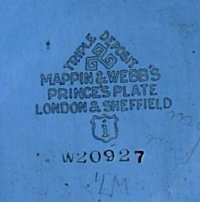 TRIPLE DEPOSIT
MAPPIN & WEBB'S
PRINCE'S PLATE
LONDON & SHEFFIELD
i
W20927